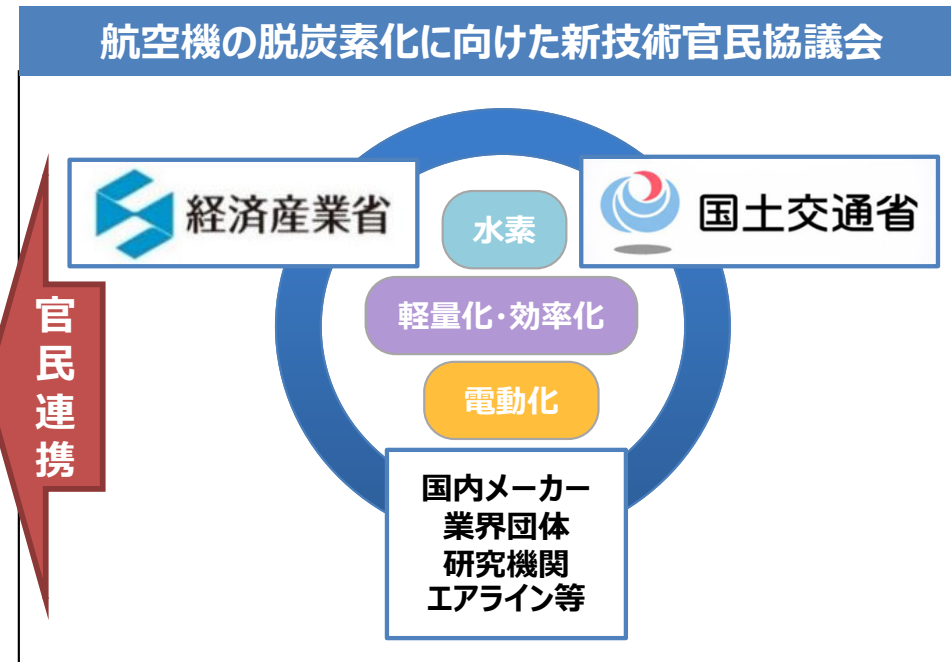 航空機の脱炭素化に向けた新技術官民協議会
経済産業省
国土交通省
水素
軽量化・効率化
電動化
官民連携
国内メーカー
業界団体
研究機関
エアライン等